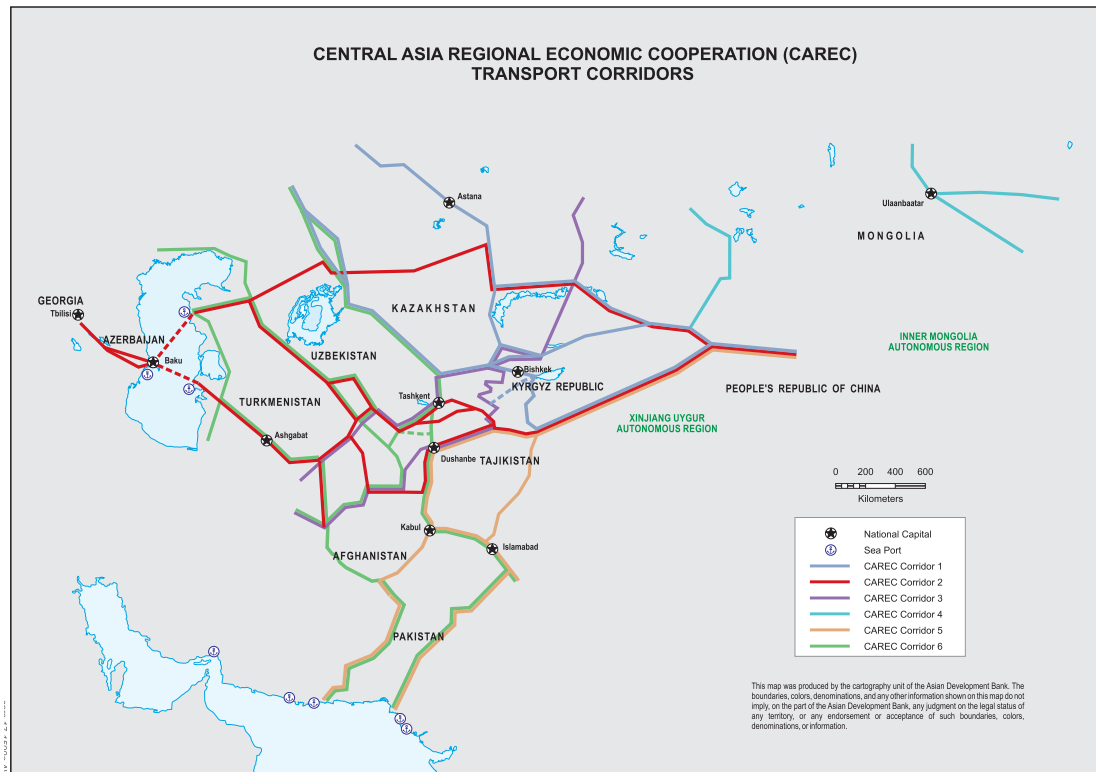 CENTRAL ASIA REGIONAL ECONOMIC COOPERATION (CAREC)
TRANSPORT CORRIDORS
Astana
Ulaanbaatar
MONGOLIA
GEORGIA
Tbilisi
KAZAKHSTAN
AZERBAIJAN
INNER MONGOLIA
AUTONOMOUS REGION
UZBEKISTAN
Baku
Bishkek
KYRGYZ REPUBLIC
PEOPLE'S REPUBLIC OF CHINA
TURKMENISTAN
Tashkent
XINJIANG UYGUR
AUTONOMOUS REGION
Ashgabat
Dushanbe
TAJIKISTAN
0 200 400 600
Kilometers
Kabul
Islamabad
AFGHANISTAN
PAKISTAN
National Capital
Sea Port
CAREC Corridor 1
CAREC Corridor 2
CAREC Corridor 3
CAREC Corridor 4
CAREC Corridor 5
CAREC Corridor 6
This map was produced by the cartography unit of the Asian Development Bank. The
boundaries, colors, denominations, and any other information shown on this map do not
imply, on the part of the Asian Development Bank, any judgment on the legal status of
any territory, or any endorsement or acceptance of such boundaries, colors,
denominations, or information.